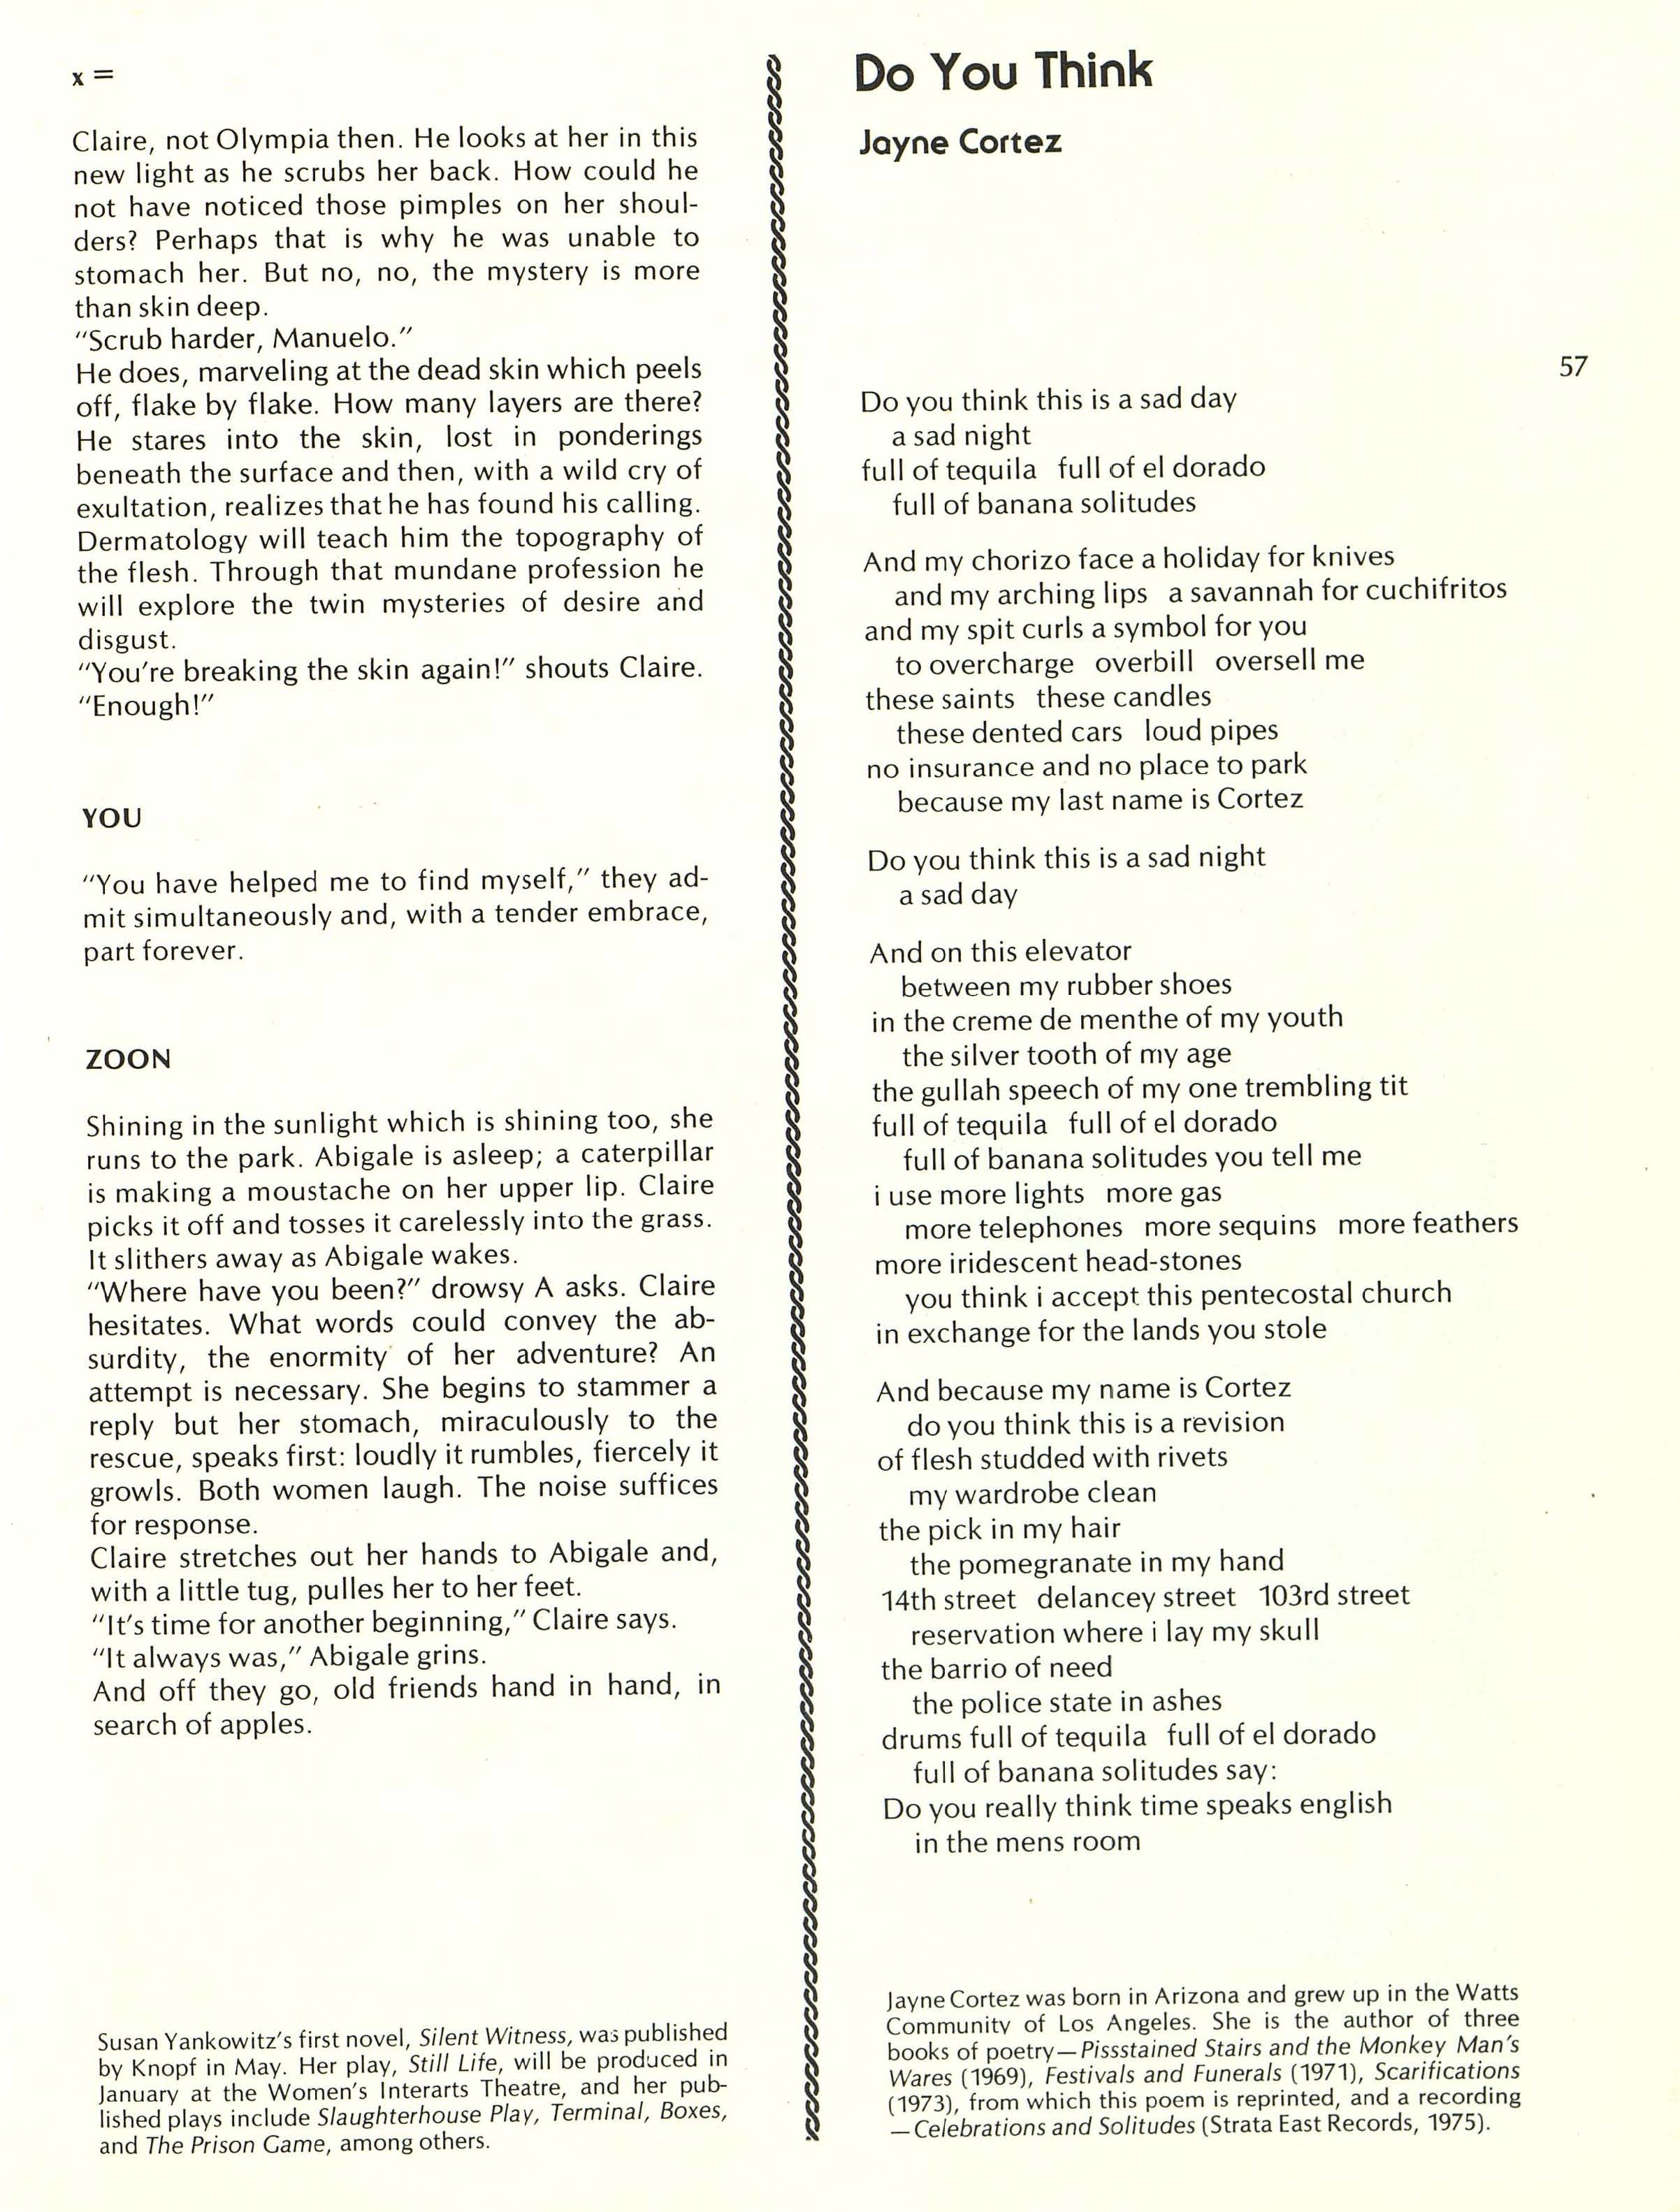 x =
Claire, not Olympia then. He looks at her in this
new light as he scrubs her back. How could he
not have noticed those pimples on her shoul-
ders? Perhaps that is why he was unable to
stomach her. But no, no, the mystery is more
than skin deep.
“Scrub harder, Manuelo.”
He does, marveling at the dead skin which peels
off, flake by flake. How many layers are there?
He stares into the skin, lost in ponderings
beneath the surface and then, with a wild cry of
exultation, realizes that he has found his calling.
Dermatology will teach him the topography of
the flesh. Through that mundane profession he
will explore the twin mysteries of desire and
disgust.
“You're breaking the skin again!” shouts Claire.
“Enough!”
YOU
“You have helped me to find myself,” they ad-
mit simultaneously and, with a tender embrace,
part forever.
ZOON
Shining in the sunlight which is shining too, she
runs to the park. Abigale is asleep; a caterpillar
is making a moustache on her upper lip. Claire
picks it off and tosses it carelessly into the grass.
It slithers away as Abigale wakes.
“Where have you been?” drowsy A asks. Claire
hesitates. What words could convey the ab-
surdity, the enormity of her adventure? An
attempt is necessary. She begins to stammer a
reply but her stomach, miraculously to the
rescue, speaks first: loudly it rumbles, fiercely it
growls. Both women laugh. The noise suffices
for response.
Claire stretches out her hands to Abigale and,
with a little tug, pulles her to her feet.
“It's time for another beginning,” Claire says.
“It always was,” Abigale grins.
And off they go, old friends hand in hand, in
search of apples.
Susan Yankowitz's first novel, Silent Witness, was published
by Knopf in May. Her play, Still Life, will be produced in
January at the Women's Interarts Theatre, and her pub-
lished plays include Slaughterhouse Play, Terminal, Boxes,
and The Prison Game, among others.
Do You Think
Jayne Cortez
57
Do you think this is a sad day
a sad night
full of tequila full of el dorado
full of banana solitudes
And my chorizo face a holiday for knives
and my arching lips a savannah for cuchifritos
and my spit curls a symbol for you
to overcharge overbill oversell me
these saints these candles
these dented cars loud pipes
no insurance and no place to park
because my last name is Cortez
Do you think this is a sad night
a sad day
And on this elevator
between my rubber shoes
in the creme de menthe of my youth
the silver tooth of my age
the gullah speech of my one trembling tit
full of tequila full of el dorado
full of banana solitudes you tell me
i use more lights more gas
more telephones more sequins more feathers
more iridescent head-stones
you think i accept this pentecostal church
in exchange for the lands you stole
And because my name is Cortez
do you think this is a revision
of flesh studded with rivets
my wardrobe clean
the pick in my hair
the pomegranate in my hand
14th street delancey street 103rd street
reservation where i lay my skull
the barrio of need
the police state in ashes
drums full of tequila full of el dorado
full of banana solitudes say:
Do you really think time speaks english
in the mens room
Jayne Cortez was born in Arizona and grew up in the Watts
Community of Los Angeles. She is the author of three
books of poetry—Pissstained Stairs and the Monkey Man's
Wares (1969), Festivals and Funerals (1971), Scarifications
(1973), from which this poem is reprinted, and a recording
—Celebrations and Solitudes (Strata East Records, 1975).